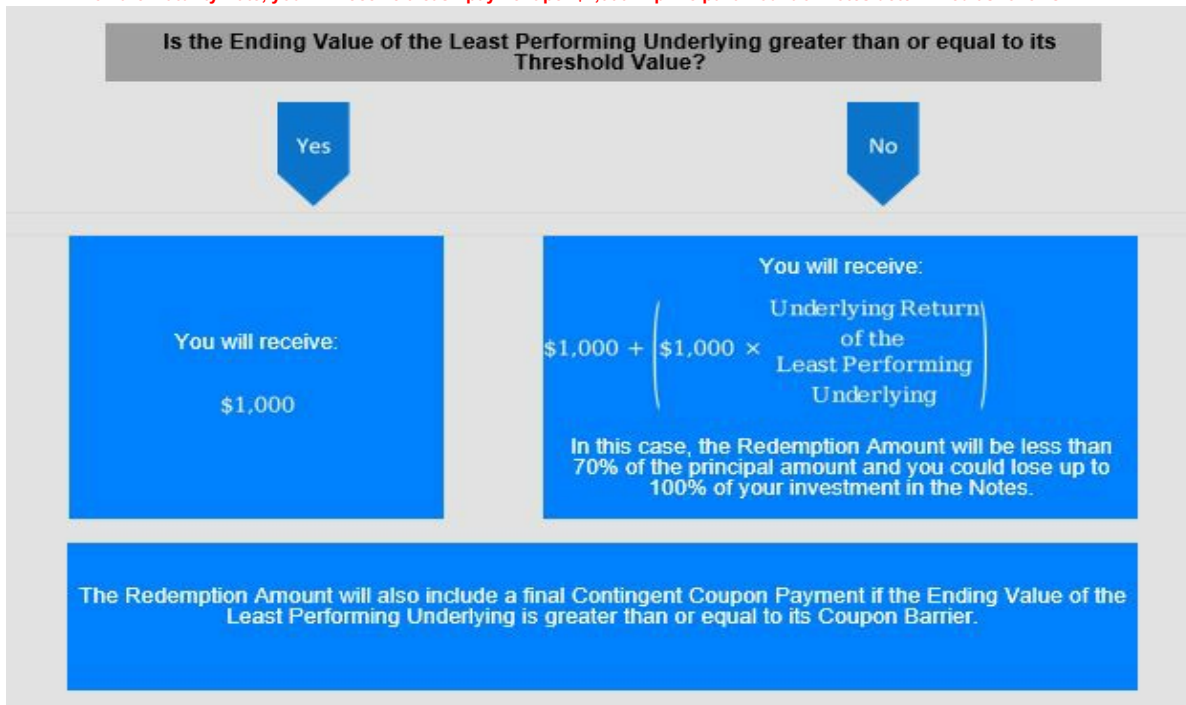 Is the Ending Value of the Least Performing Underlying greater than or equal to its
Threshold Value?
Yes
No
You will receive:
$1,000
You will receive:
$1,000 + ($1,000 × Underlying Return
of the
Least Performing
Underlying)
In this case, the Redemption Amount will be less than
70% of the principal amount and you could lose up to
100% of your investment in the Notes.
The Redemption Amount will also include a final Contingent Coupon Payment if the Ending Value of the
Least Performing Underlying is greater than or equal to its Coupon Barrier.